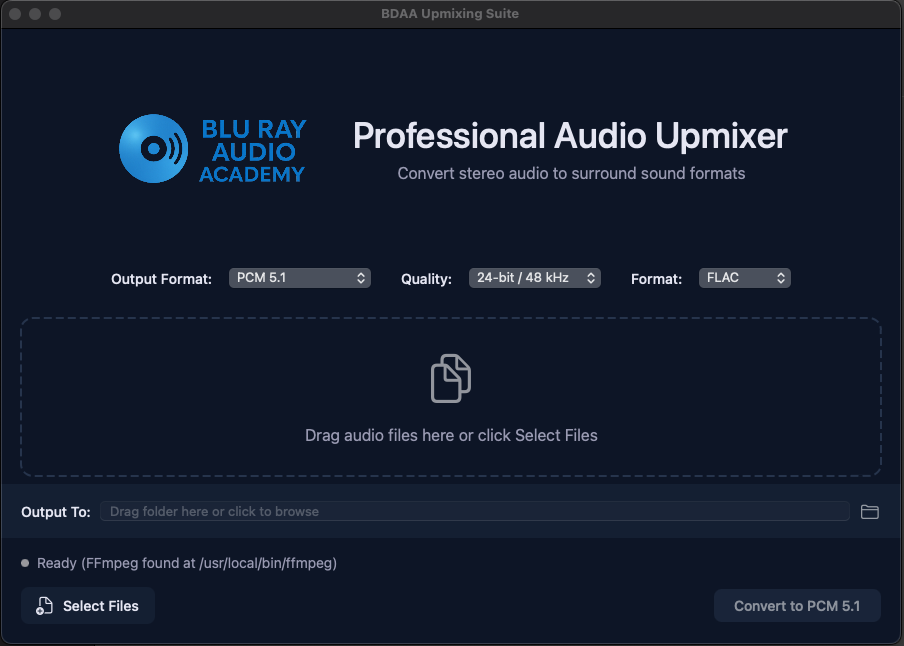 BDAA Upmixing Suite
BLU RAY
AUDIO
ACADEMY
Professional Audio Upmixer
Convert stereo audio to surround sound formats
Output Format: PCM 5.1 Quality: 24-bit / 48 kHz Format: FLAC
Drag audio files here or click Select Files
Output To: Drag folder here or click to browse
Ready (FFmpeg found at /usr/local/bin/ffmpeg)
Select Files Convert to PCM 5.1